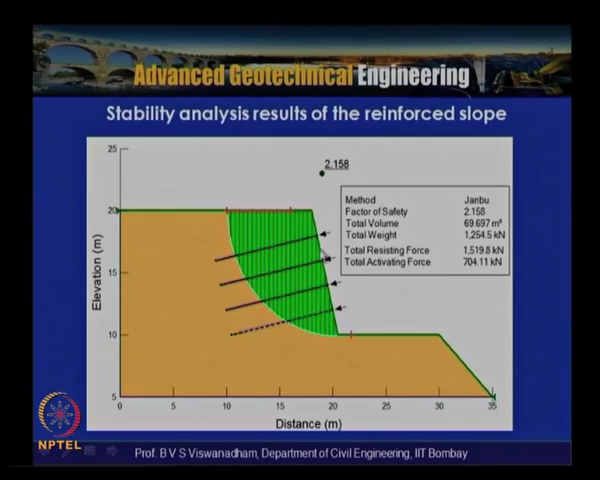 Advanced Geotechnical Engineering
Stability analysis results of the reinforced slope
25
2.158
Method Janbu
Factor of Safety 2.158
Total Volume 69.697 m³
Total Weight 1,254.5 kN
Total Resisting Force 1,519.8 kN
Total Activating Force 704.11 kN
20
15
10
5
Elevation (m)
0 5 10 15 20 25 30 35
Distance (m)
NPTEL
Prof. B V S Viswanadham, Department of Civil Engineering, IIT Bombay